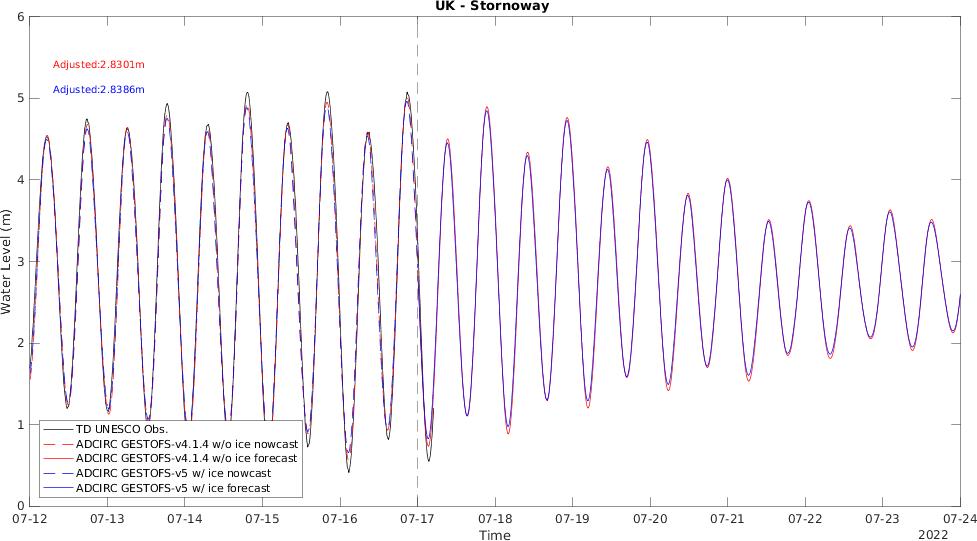 UK - Stornoway
6
5
4
3
2
1
0
Water Level (m)
Adjusted:2.8301m
Adjusted:2.8386m
TD UNESCO Obs.
ADCIRC GESTOFS-v4.1.4 w/o ice nowcast
ADCIRC GESTOFS-v4.1.4 w/o ice forecast
ADCIRC GESTOFS-v5 w/ ice nowcast
ADCIRC GESTOFS-v5 w/ ice forecast
07-12 07-13 07-14 07-15 07-16 07-17 07-18 07-19 07-20 07-21 07-22 07-23 07-24
Time
2022